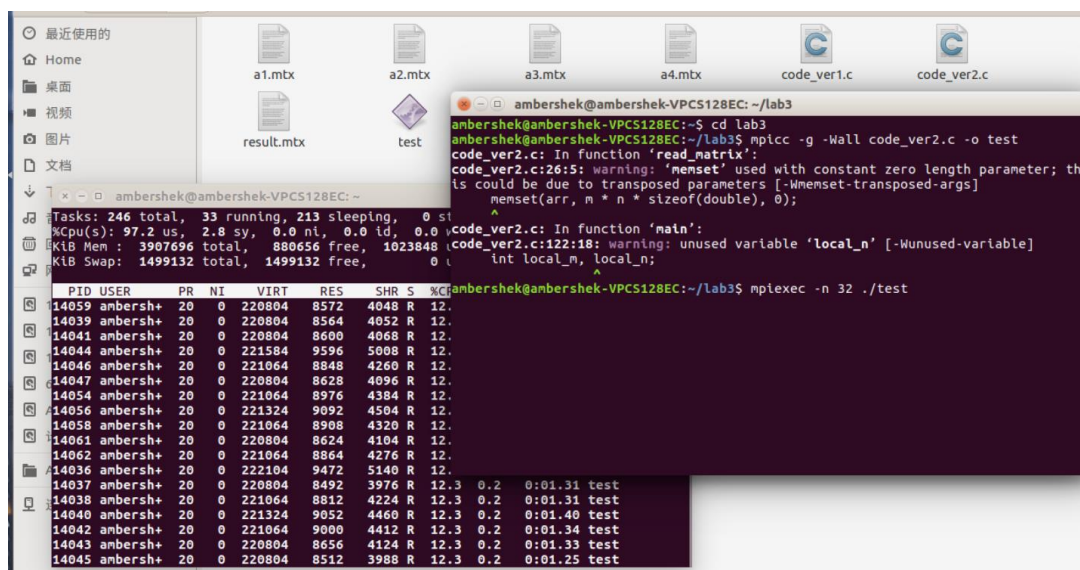 最近使用的
Home
桌面
视频
图片
文档
a1.mtx
a2.mtx
a3.mtx
a4.mtx
code_ver1.c
code_ver2.c
result.mtx
test
ambershek@ambershek-VPCS128EC: ~/lab3
ambershek@ambershek-VPCS128EC:~$ cd lab3
ambershek@ambershek-VPCS128EC:~/lab3$ mpicc -g -Wall code_ver2.c -o test
code_ver2.c: In function ‘read_matrix’:
code_ver2.c:26:5: warning: ‘memset’ used with constant zero length parameter; th
is could be due to transposed parameters [-Wmemset-transposed-args]
memset(arr, m * n * sizeof(double), 0);
^
code_ver2.c: In function ‘main’:
code_ver2.c:122:18: warning: unused variable ‘local_n’ [-Wunused-variable]
int local_m, local_n;
^
ambershek@ambershek-VPCS128EC:~/lab3$ mpiexec -n 32 ./test
ambershek@ambershek-VPCS128EC: ~
Tasks: 246 total, 33 running, 213 sleeping, 0 st
%Cpu(s): 97.2 us, 2.8 sy, 0.0 ni, 0.0 id, 0.0
KiB Mem : 3907696 total, 880656 free, 1023848 u
KiB Swap: 1499132 total, 1499132 free, 0 u
PID USER PR NI VIRT RES SHR S %CP
14059 ambersh+ 20 0 220804 8572 4048 R 12.
14039 ambersh+ 20 0 220804 8564 4052 R 12.
14041 ambersh+ 20 0 220804 8600 4068 R 12.
14044 ambersh+ 20 0 221584 9596 5008 R 12.
14046 ambersh+ 20 0 221064 8848 4260 R 12.
14047 ambersh+ 20 0 220804 8628 4096 R 12.
14054 ambersh+ 20 0 221064 8976 4384 R 12.
14056 ambersh+ 20 0 221324 9092 4504 R 12.
14058 ambersh+ 20 0 221064 8908 4320 R 12.
14061 ambersh+ 20 0 220804 8624 4104 R 12.
14062 ambersh+ 20 0 221064 8864 4276 R 12.
14036 ambersh+ 20 0 222104 9472 5140 R 12.
14037 ambersh+ 20 0 220804 8492 3976 R 12.3 0.2 0:01.31 test
14038 ambersh+ 20 0 221064 8812 4224 R 12.3 0.2 0:01.31 test
14040 ambersh+ 20 0 221324 9052 4460 R 12.3 0.2 0:01.40 test
14042 ambersh+ 20 0 221064 9000 4412 R 12.3 0.2 0:01.34 test
14043 ambersh+ 20 0 220804 8656 4124 R 12.3 0.2 0:01.33 test
14045 ambersh+ 20 0 220804 8512 3988 R 12.3 0.2 0:01.25 test